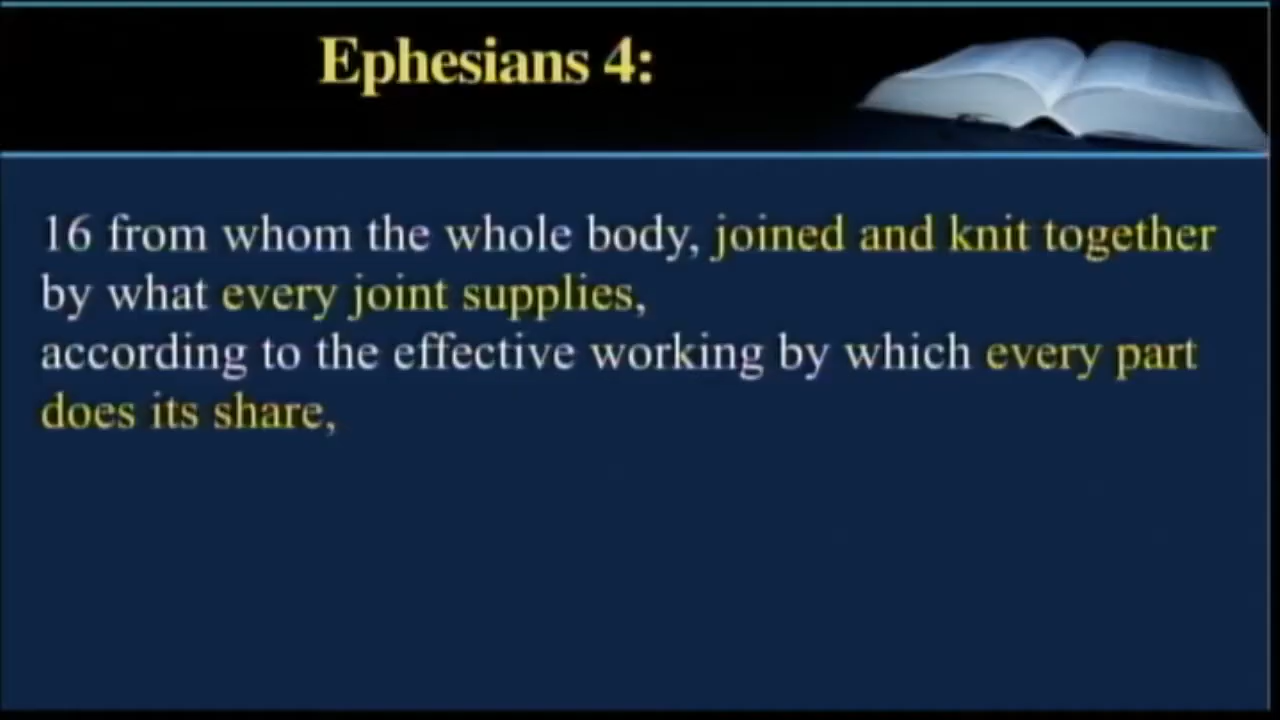 Ephesians 4:
16 from whom the whole body, joined and knit together
by what every joint supplies,
according to the effective working by which every part
does its share,